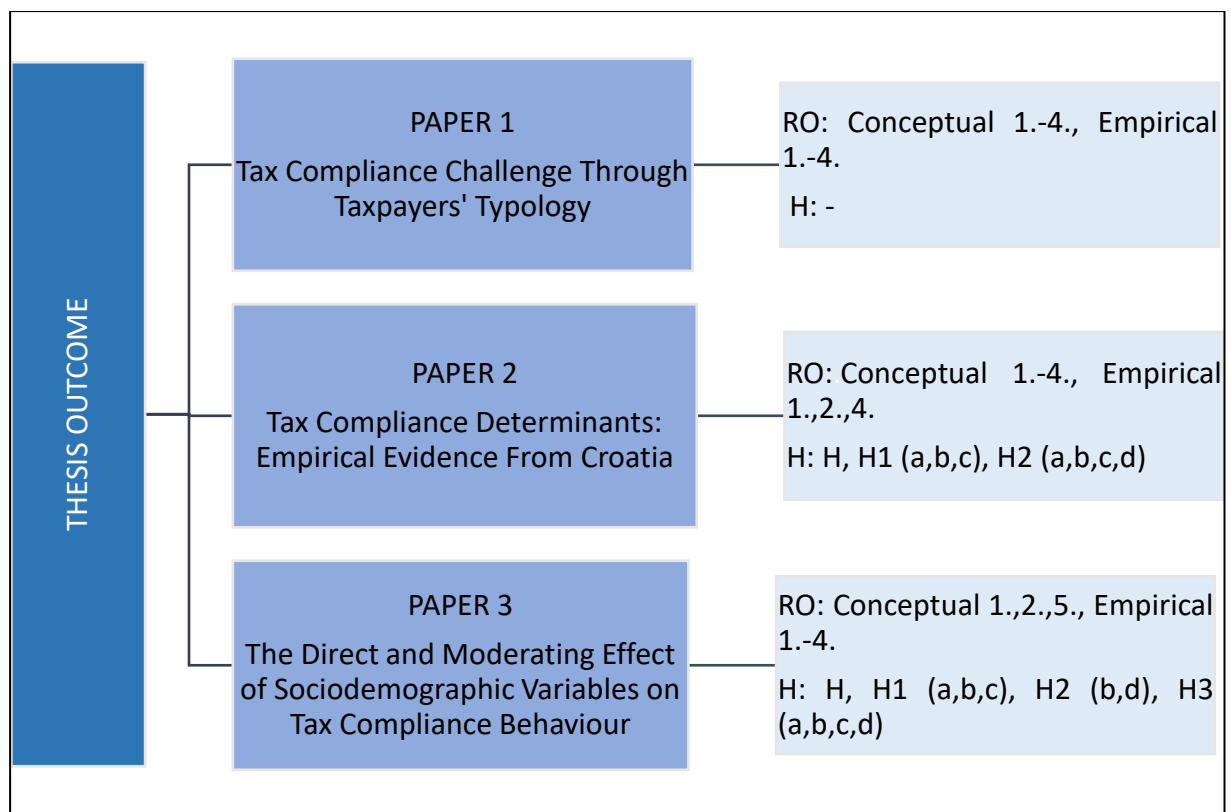 THESIS OUTCOME
PAPER 1
Tax Compliance Challenge Through
Taxpayers' Typology
RO: Conceptual 1.-4., Empirical
1.-4.
H: -
PAPER 2
Tax Compliance Determinants:
Empirical Evidence From Croatia
RO: Conceptual 1.-4., Empirical
1.,2.,4.
H: H, H1 (a,b,c), H2 (a,b,c,d)
PAPER 3
The Direct and Moderating Effect
of Sociodemographic Variables on
Tax Compliance Behaviour
RO: Conceptual 1.,2.,5., Empirical
1.-4.
H: H, H1 (a,b,c), H2 (b,d), H3
(a,b,c,d)